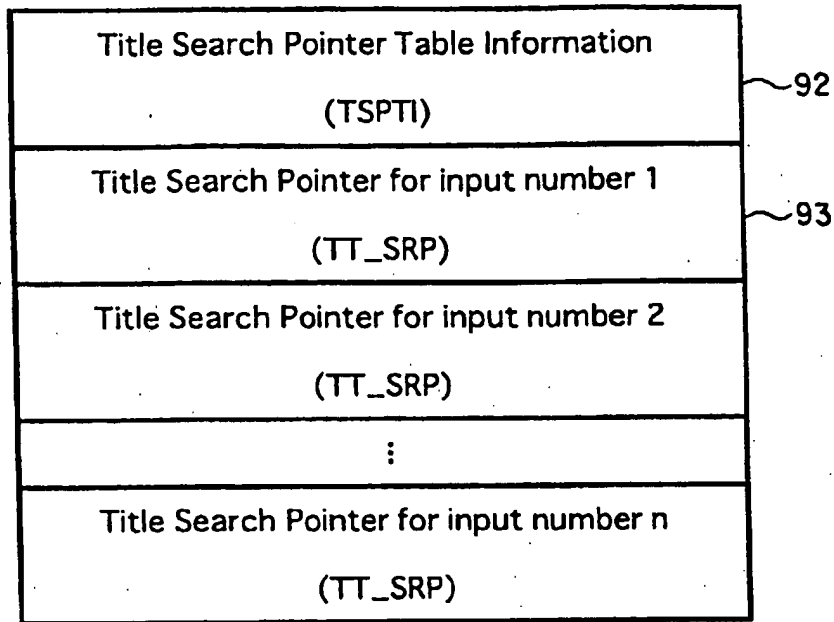 Title Search Pointer Table Information
(TSPTI)
92
Title Search Pointer for input number 1
(TT_SRP)
93
Title Search Pointer for input number 2
(TT_SRP)
⋮
Title Search Pointer for input number n
(TT_SRP)